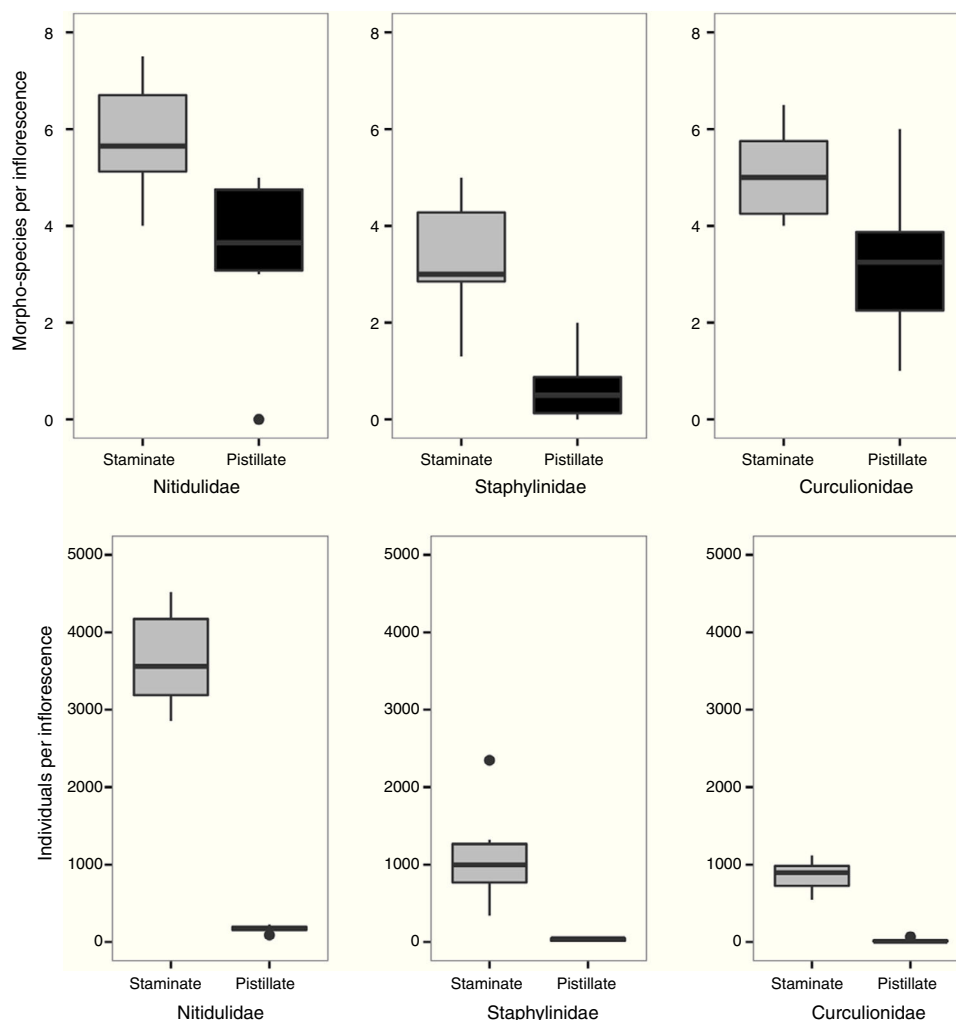 Morpho-species per inflorescence
8
6
4
2
0
Staminate Pistillate
Nitidulidae
8
6
4
2
0
Staminate Pistillate
Staphylinidae
8
6
4
2
0
Staminate Pistillate
Curculionidae
Individuals per inflorescence
5000
4000
3000
2000
1000
0
Staminate Pistillate
Nitidulidae
5000
4000
3000
2000
1000
0
Staminate Pistillate
Staphylinidae
5000
4000
3000
2000
1000
0
Staminate Pistillate
Curculionidae